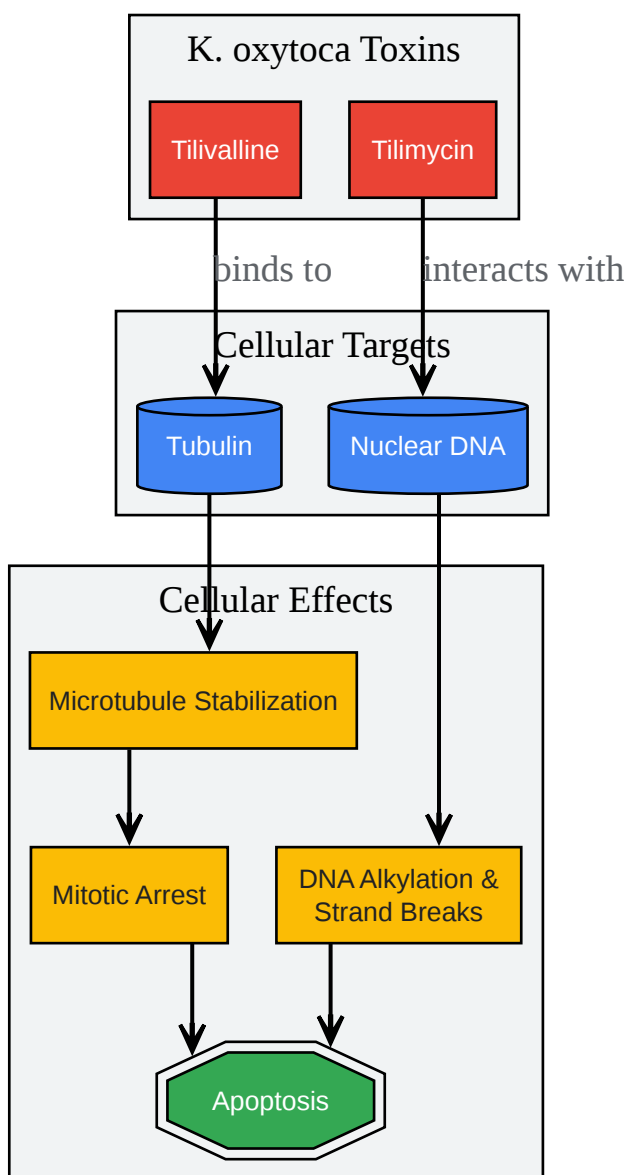 K. oxytoca Toxins
Tilivalline
Tilimycin
binds to
interacts with
Cellular Targets
Tubulin
Nuclear DNA
Cellular Effects
Microtubule Stabilization
Mitotic Arrest
DNA Alkylation &
Strand Breaks
Apoptosis